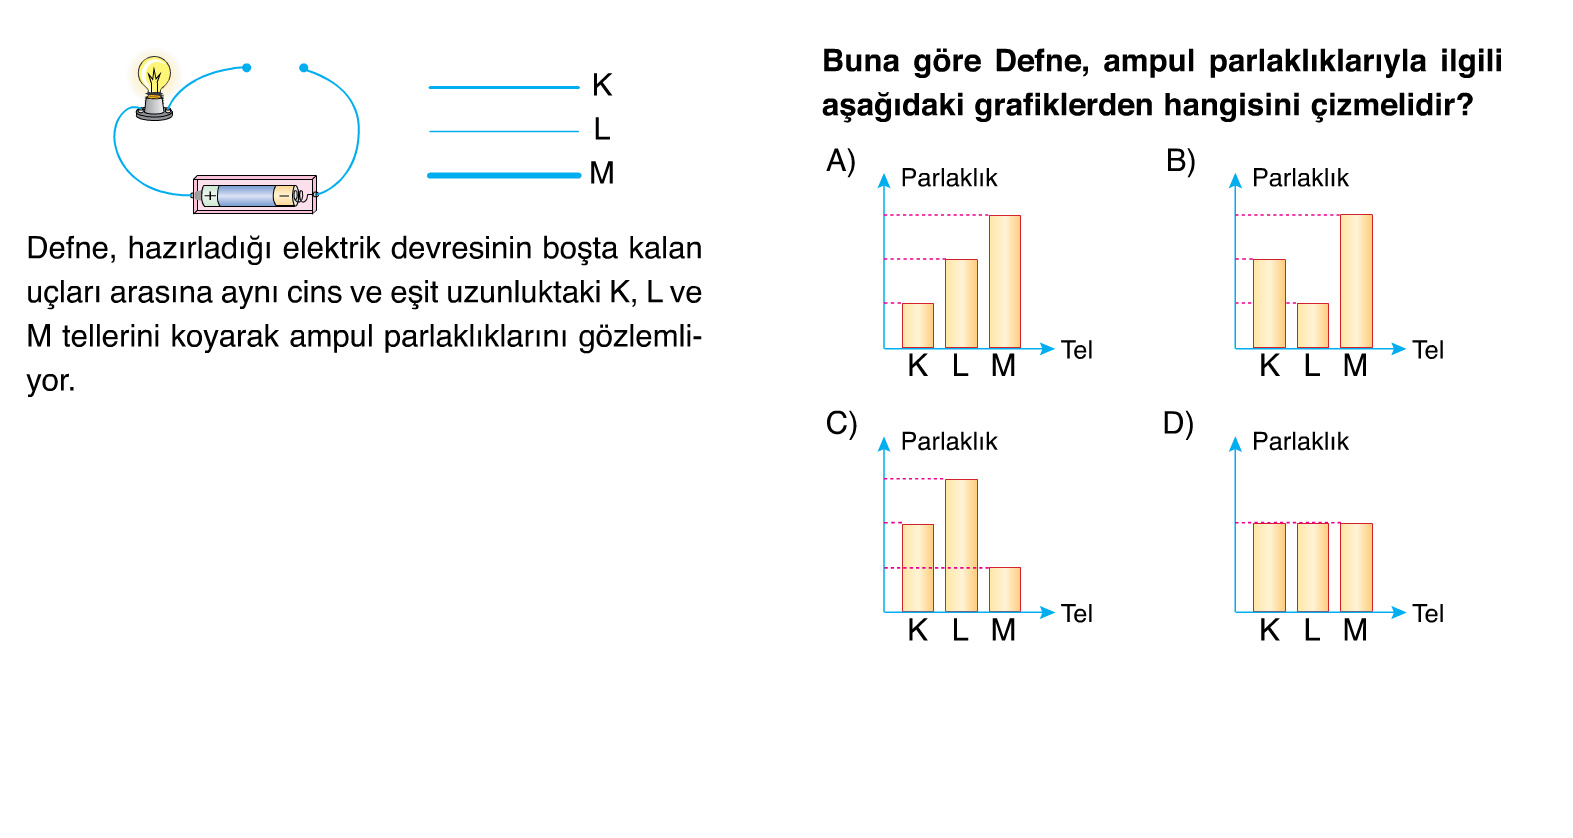 K
L
M
+ −
Defne, hazırladığı elektrik devresinin boşta kalan
uçları arasına aynı cins ve eşit uzunluktaki K, L ve
M tellerini koyarak ampul parlaklıklarını gözlemli-
yor.
Buna göre Defne, ampul parlaklıklarıyla ilgili
aşağıdaki grafiklerden hangisini çizmelidir?
A)
Parlaklık
Tel
K L M
B)
Parlaklık
Tel
K L M
C)
Parlaklık
Tel
K L M
D)
Parlaklık
Tel
K L M